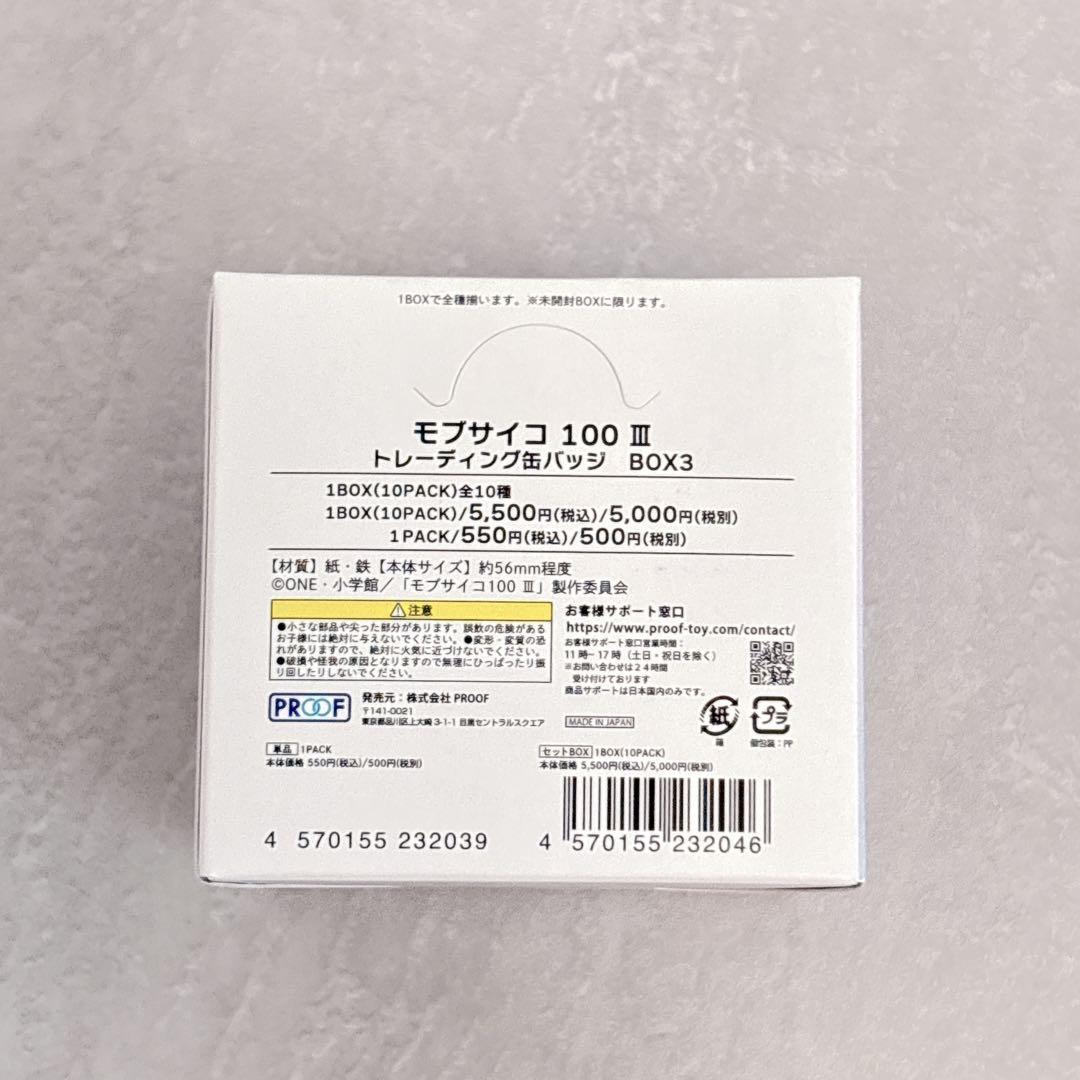 1BOXで全種揃います。※未開封BOXに限ります。
モブサイコ 100 Ⅲ
トレーディング缶バッジ BOX3
1BOX(10PACK)全10種
1BOX(10PACK)/5,500円(税込)/5,000円(税別)
1PACK/550円(税込)/500円(税別)
【材質】紙・鉄【本体サイズ】約56mm程度
©ONE・小学館／「モブサイコ100 Ⅲ」製作委員会
⚠注意
●小さな部品や尖った部分があります。誤飲の危険がある
お子様には絶対に与えないでください。●変形・変質の恐
れがありますので、絶対に火気に近づけないでください。
●破損や怪我の原因となりますので無理にひっぱったり振
り回したりしないでください。
お客様サポート窓口
https://www.proof-toy.com/contact/
お客様サポート窓口営業時間：
11時-17時（土日・祝日を除く）
※お問い合わせは24時間
受け付けております
商品サポートは日本国内のみです。
PROOF
発売元：株式会社 PROOF
〒141-0021
東京都品川区上大崎 3-1-1 目黒セントラルスクエア
MADE IN JAPAN
紙
箱
プラ
個包装：PP
単品 1PACK
本体価格 550円(税込)/500円(税別)
セットBOX 1BOX(10PACK)
本体価格 5,500円(税込)/5,000円(税別)
4 570155 232039
4 570155 232046